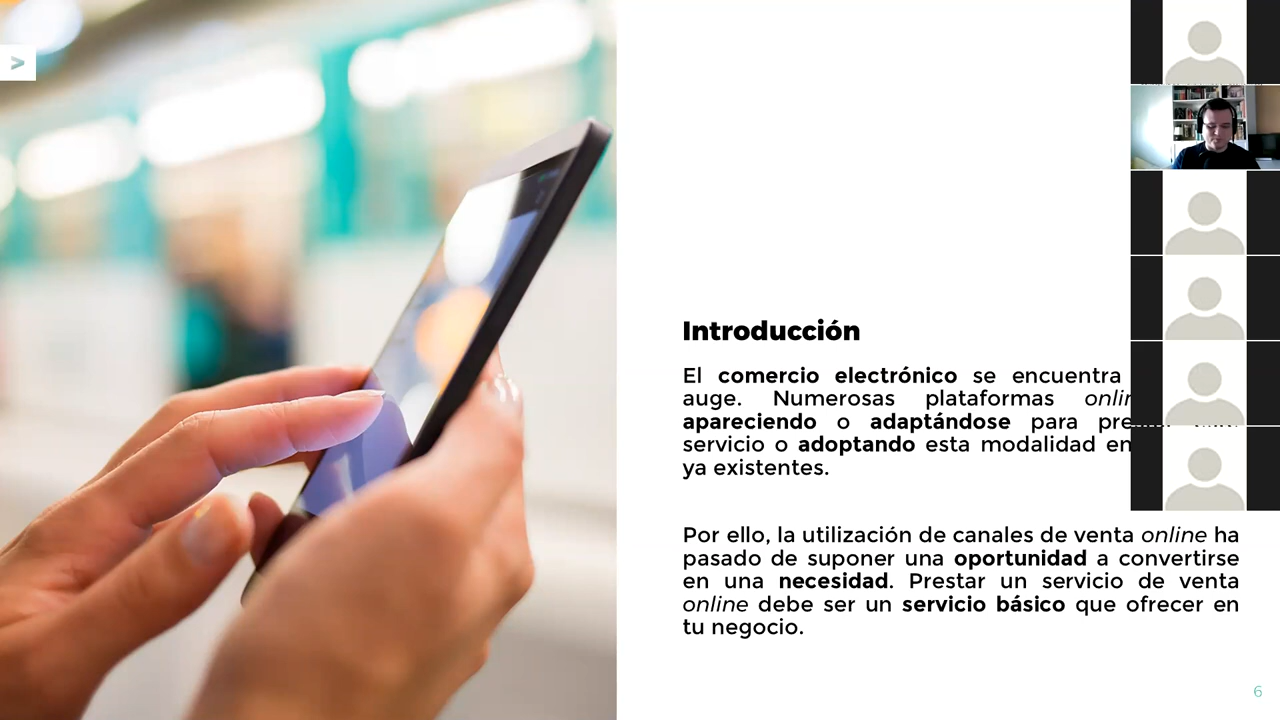 >
Introducción
El comercio electrónico se encuentra
auge. Numerosas plataformas
apareciendo o adaptándose para
servicio o adoptando esta modalidad en
ya existentes.
Por ello, la utilización de canales de venta online ha
pasado de suponer una oportunidad a convertirse
en una necesidad. Prestar un servicio de venta
online debe ser un servicio básico que ofrecer en
tu negocio.
6